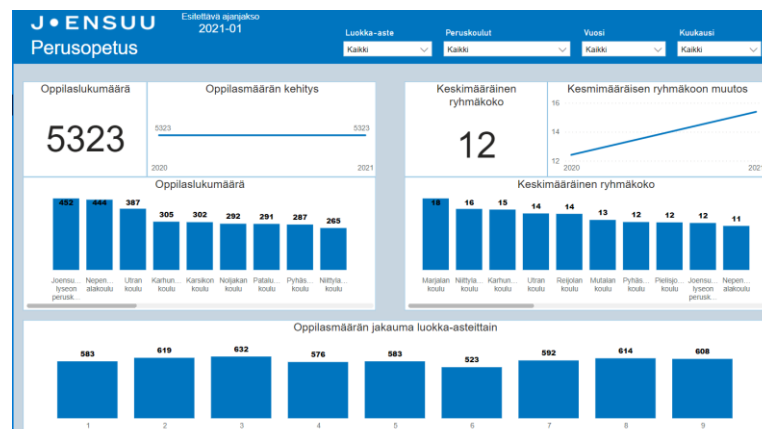 JOENSUU
Perusopetus
Esitettävä ajanjakso
2021-01
Luokka-aste
Kaikki
Peruskoulut
Kaikki
Vuosi
Kaikki
Kuukausi
Kaikki
Oppilaslukumäärä
5323
Oppilasmäärän kehitys
5323 5323
2020 2021
Keskimääräinen
ryhmäkoko
12
Kesmimääräisen ryhmäkoon muutos
16
14
12
2020 2021
Oppilaslukumäärä
452 444 387 305 302 292 291 287 265
Joensu... Nepen... Utran Karhun... Karsikon Noljakan Patalu... Pyhäs... Niittyla...
lyseon alakoulu koulu koulu koulu koulu koulu koulu koulu
perusk...
Keskimääräinen ryhmäkoko
18 16 15 14 14 13 12 12 12 11
Marjalan Niittyla... Karhun... Utran Reijolan Mutalan Pyhäs... Pielisjo... Joensu... Nepen...
koulu koulu koulu koulu koulu koulu koulu koulu lyseon alakoulu
perusk...
Oppilasmäärän jakauma luokka-asteittain
583 619 632 576 583 523 592 614 608
1 2 3 4 5 6 7 8 9